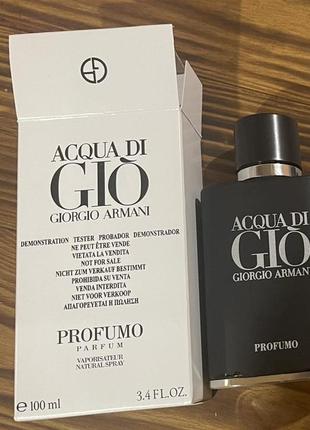 ACQUA DI
GIÒ
GIORGIO ARMANI
DEMONSTRATION TESTER PROBADOR DEMONSTRADOR
NE PEUT ÊTRE VENDE
VIETATA LA VENDITA
NOT FOR SALE
NICHT ZUM VERKAUF BESTIMMT
PROHIBIDA SU VENTA
VENDA INTERDITA
NIET VOOR VERKOOP
ΑΠΑΓΟΡΕΥΕΤΑΙ Η ΠΩΛΗΣΗ
PROFUMO
PARFUM
VAPORISATEUR
NATURAL SPRAY
e 100 ml 3.4 FL.OZ.
ACQUA DI
GIÒ
GIORGIO ARMANI
PROFUMO